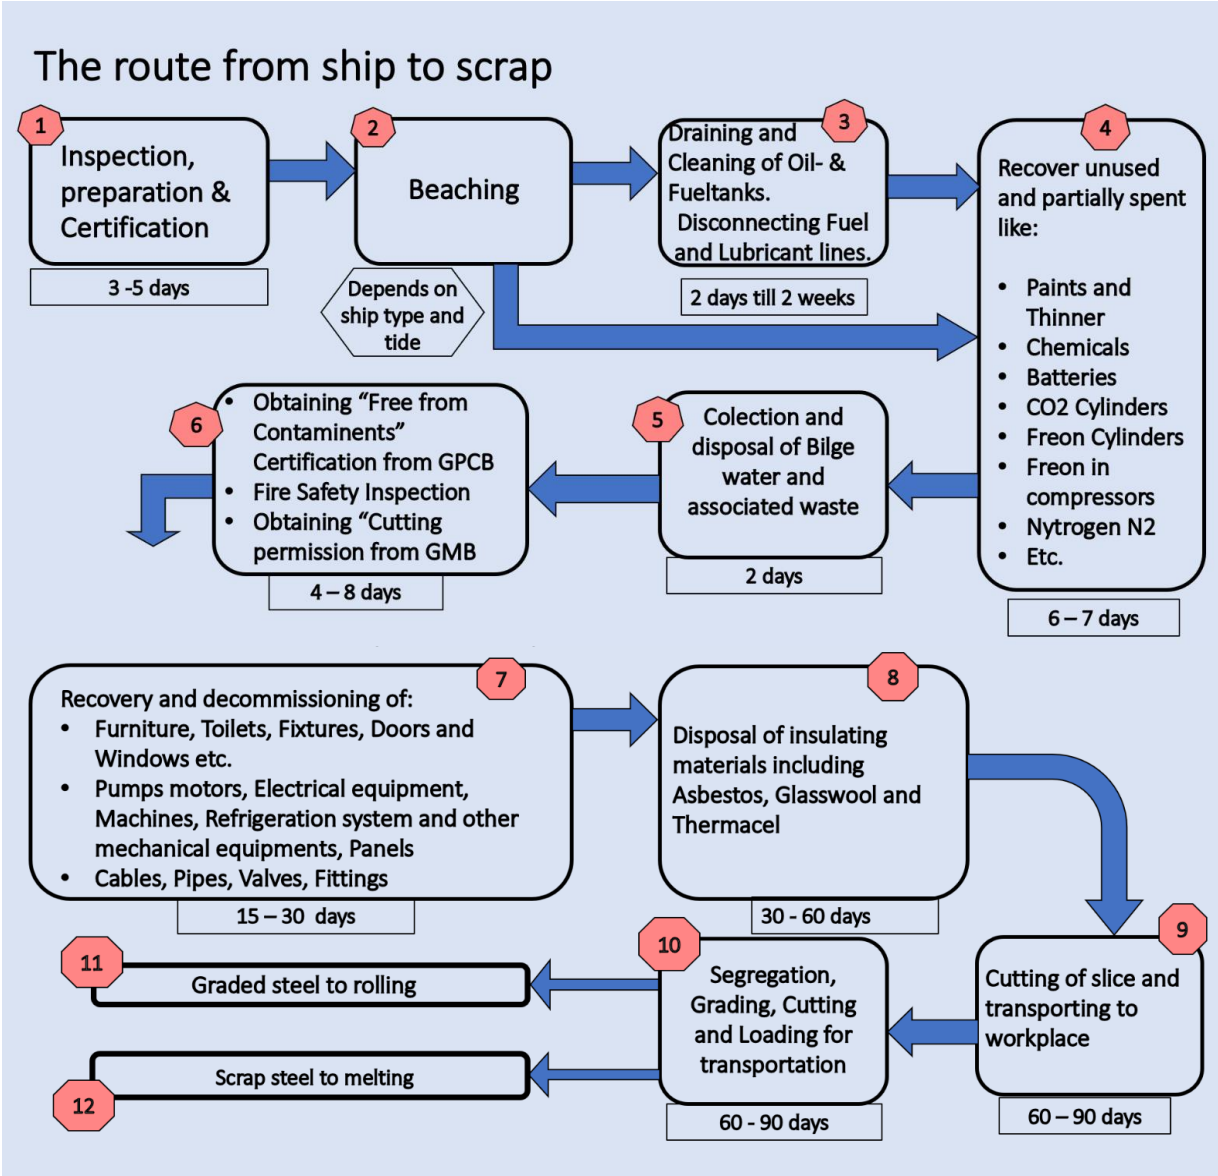 The route from ship to scrap
1
Inspection,
preparation &
Certification
3 -5 days
2
Beaching
Depends on
ship type and
tide
3
Draining and
Cleaning of Oil- &
Fueltanks.
Disconnecting Fuel
and Lubricant lines.
2 days till 2 weeks
4
Recover unused
and partially spent
like:
• Paints and
Thinner
• Chemicals
• Batteries
• CO2 Cylinders
• Freon Cylinders
• Freon in
compressors
• Nytrogen N2
• Etc.
6 – 7 days
5
Colection and
disposal of Bilge
water and
associated waste
2 days
6
• Obtaining “Free from
Contaminents”
Certification from GPCB
• Fire Safety Inspection
• Obtaining “Cutting
permission from GMB
4 – 8 days
7
Recovery and decommissioning of:
• Furniture, Toilets, Fixtures, Doors and
Windows etc.
• Pumps motors, Electrical equipment,
Machines, Refrigeration system and other
mechanical equipments, Panels
• Cables, Pipes, Valves, Fittings
15 – 30 days
8
Disposal of insulating
materials including
Asbestos, Glasswool and
Thermacel
30 - 60 days
9
Cutting of slice and
transporting to
workplace
60 – 90 days
10
Segregation,
Grading, Cutting
and Loading for
transportation
60 - 90 days
11
Graded steel to rolling
12
Scrap steel to melting